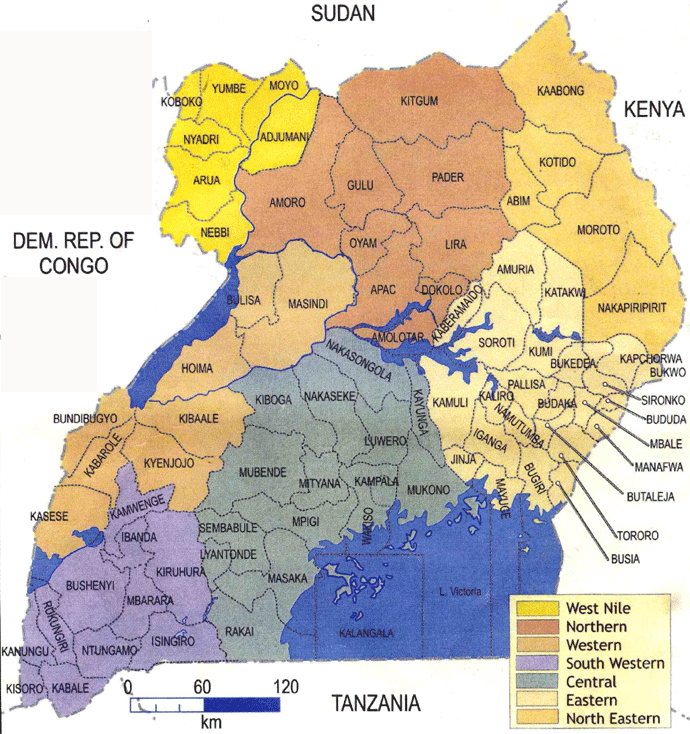 SUDAN
KENYA
DEM. REP. OF
CONGO
TANZANIA
KOBOKO
YUMBE
MOYO
NYADRI
ADJUMANI
ARUA
NEBBI
KITGUM
KAABONG
KOTIDO
ABIM
MOROTO
NAKAPIRIPIRIT
AMORO
GULU
PADER
OYAM
LIRA
APAC
DOKOLO
AMOLOTAR
KABERAMAIDO
AMURIA
KATAKWI
SOROTI
KUMI
BUKEDEA
KAPCHORWA
BUKWO
SIRONKO
BUDUDA
MBALE
MANAFWA
BUTALEJA
TORORO
BUSIA
BULISA
MASINDI
HOIMA
BUNDIBUGYO
KIBAALE
KABAROLE
KYENJOJO
KASESE
NAKASONGOLA
KIBOGA
NAKASEKE
KAYUNGA
LUWERO
MUBENDE
MITYANA
KAMPALA
MUKONO
MPIGI
WAKISO
SEMBABULE
LYANTONDE
MASAKA
RAKAI
KALANGALA
L. Victoria
KAMULI
KALIRO
PALLISA
BUDAKA
NAMUTUMBA
IGANGA
JINJA
MAYUGE
BUGIRI
KAMWENGE
IBANDA
KIRUHURA
BUSHENYI
MBARARA
RUKUNGIRI
KANUNGU
NTUNGAMO
ISINGIRO
KISORO
KABALE
West Nile
Northern
Western
South Western
Central
Eastern
North Eastern
0 60 120
km